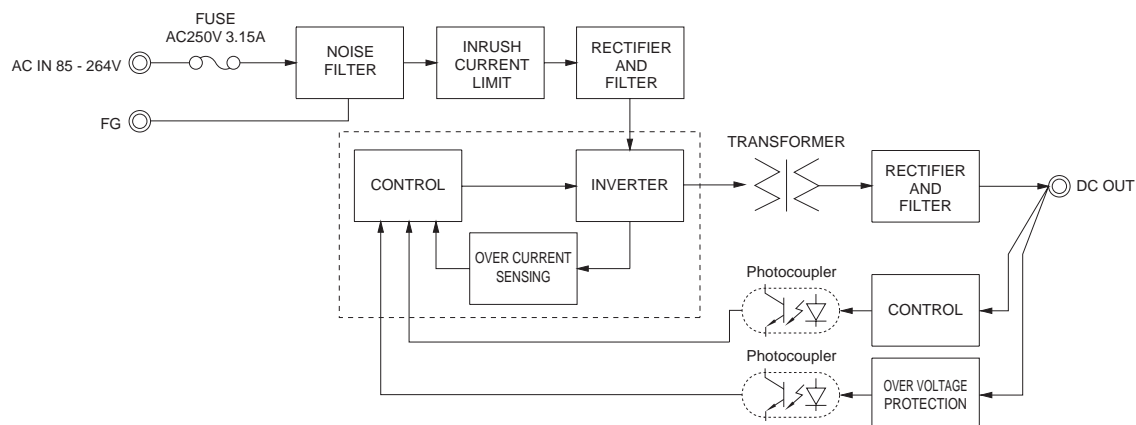 FUSE
AC250V 3.15A
AC IN 85 - 264V
NOISE
FILTER
INRUSH
CURRENT
LIMIT
RECTIFIER
AND
FILTER
FG
CONTROL
INVERTER
TRANSFORMER
RECTIFIER
AND
FILTER
DC OUT
OVER CURRENT
SENSING
Photocoupler
CONTROL
Photocoupler
OVER VOLTAGE
PROTECTION